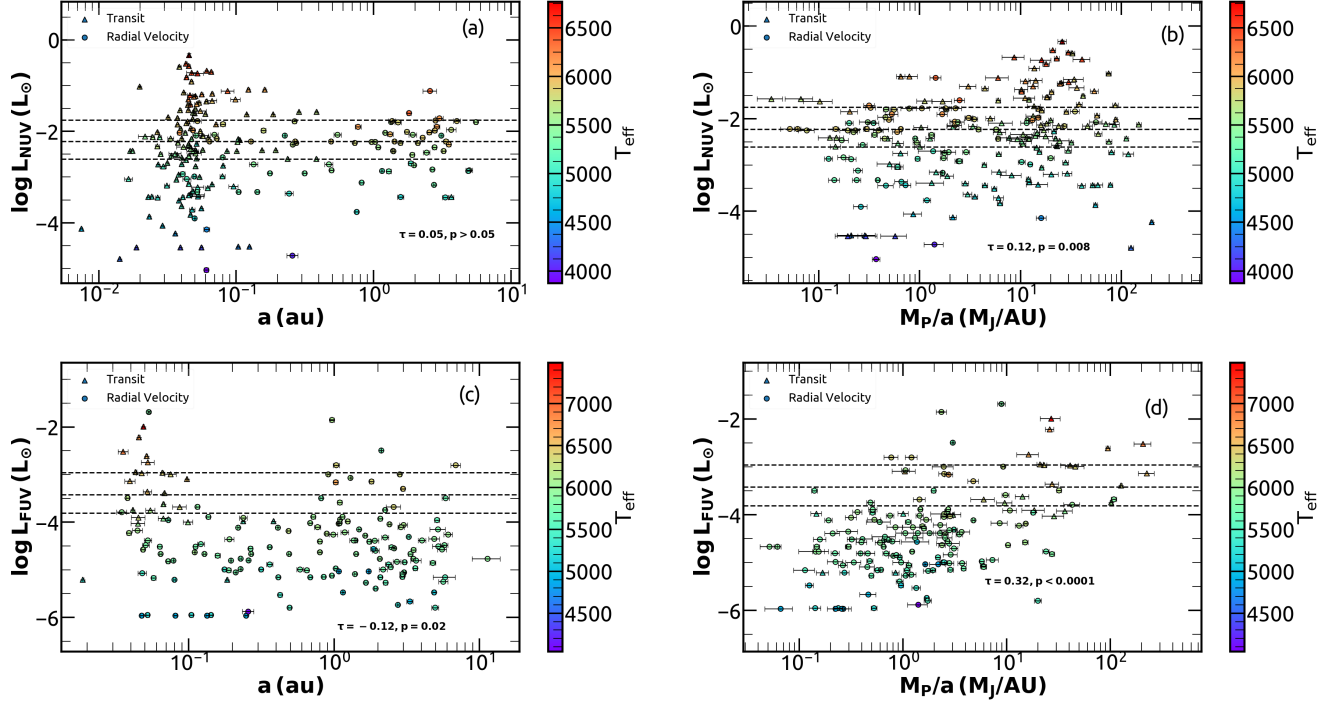 (a)
Transit
Radial Velocity
log L_NUV (L_⊙)
0
−2
−4
τ = 0.05, p > 0.05
10^−2
10^−1
10^0
10^1
a (au)
6500
6000
5500
5000
4500
4000
T_eff
(b)
Transit
Radial Velocity
log L_NUV (L_⊙)
−0
−2
−4
τ = 0.12, p = 0.008
10^−1
10^0
10^1
10^2
M_P/a (M_J/AU)
6500
6000
5500
5000
4500
4000
T_eff
(c)
Transit
Radial Velocity
log L_FUV (L_⊙)
−2
−4
−6
τ = −0.12, p = 0.02
10^−1
10^0
10^1
a (au)
7000
6500
6000
5500
5000
4500
T_eff
(d)
Transit
Radial Velocity
log L_FUV (L_⊙)
−2
−4
−6
τ = 0.32, p < 0.0001
10^−1
10^0
10^1
10^2
M_P/a (M_J/AU)
7000
6500
6000
5500
5000
4500
T_eff